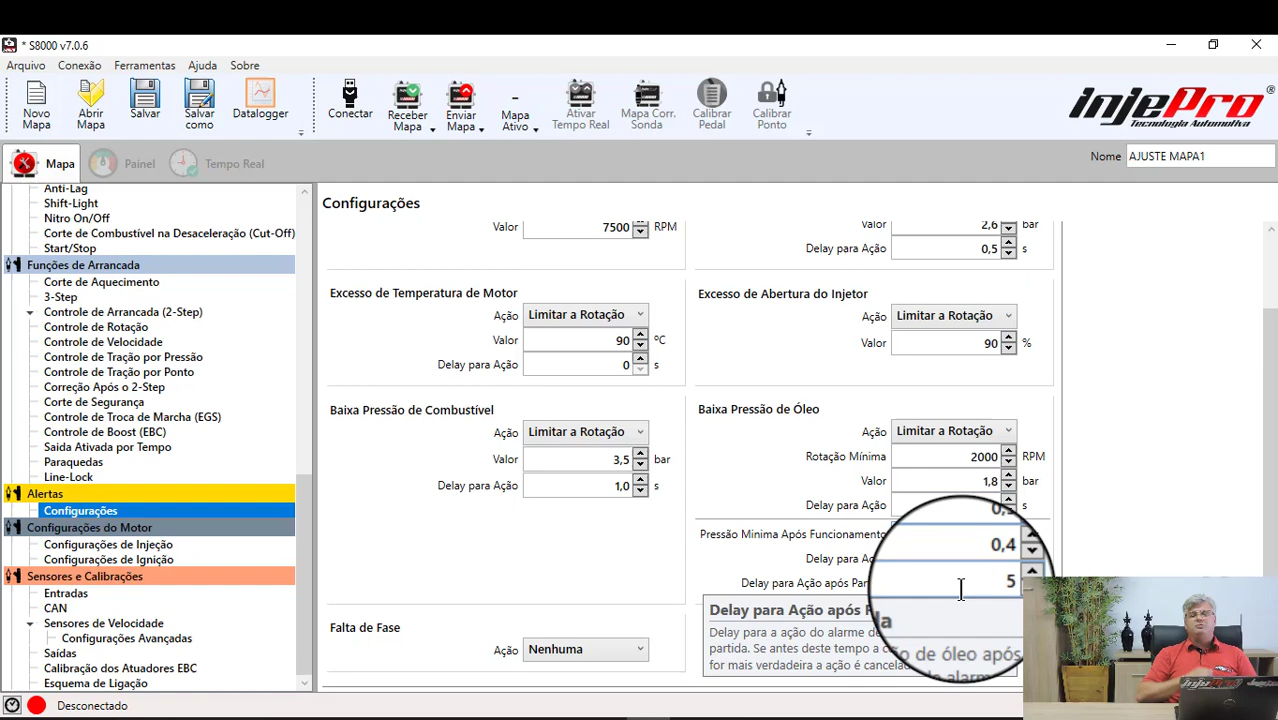 * S8000 v7.0.6
Arquivo Conexão Ferramentas Ajuda Sobre
Novo Mapa
Abrir Mapa
Salvar
Salvar como
Datalogger
Conectar
Receber Mapa
Enviar Mapa
Mapa Ativo
Ativar Tempo Real
Mapa Corr. Sonda
Calibrar Pedal
Calibrar Ponto
injePro®
Tecnologia Automotiva
Mapa
Painel
Tempo Real
Nome AJUSTE MAPA1
Anti-Lag
Shift-Light
Nitro On/Off
Corte de Combustível na Desaceleração (Cut-Off)
Start/Stop
Funções de Arrancada
Corte de Aquecimento
3-Step
Controle de Arrancada (2-Step)
Controle de Rotação
Controle de Velocidade
Controle de Tração por Pressão
Controle de Tração por Ponto
Correção Após o 2-Step
Corte de Segurança
Controle de Troca de Marcha (EGS)
Controle de Boost (EBC)
Saida Ativada por Tempo
Paraquedas
Line-Lock
Alertas
Configurações
Configurações do Motor
Configurações de Injeção
Configurações de Ignição
Sensores e Calibrações
Entradas
CAN
Sensores de Velocidade
Configurações Avançadas
Saídas
Calibração dos Atuadores EBC
Esquema de Ligação
Desconectado
Configurações
Valor 7500 RPM
2,6 bar
Delay para Ação 0,5 s
Excesso de Temperatura de Motor
Ação Limitar a Rotação
Valor 90 ºC
Delay para Ação 0 s
Excesso de Abertura do Injetor
Ação Limitar a Rotação
Valor 90 %
Baixa Pressão de Combustível
Ação Limitar a Rotação
Valor 3,5 bar
Delay para Ação 1,0 s
Baixa Pressão de Óleo
Ação Limitar a Rotação
Rotação Mínima 2000 RPM
Valor 1,8 bar
Delay para Ação
Pressão Minima Após Funcionamento
Delay para 0,4
Delay para Ação após 5
Delay para Ação após
Delay para a ação do alarme de
partida. Se antes deste tempo a
for mais verdadeira a ação é
de óleo após
Falta de Fase
Ação Nenhuma
injePro